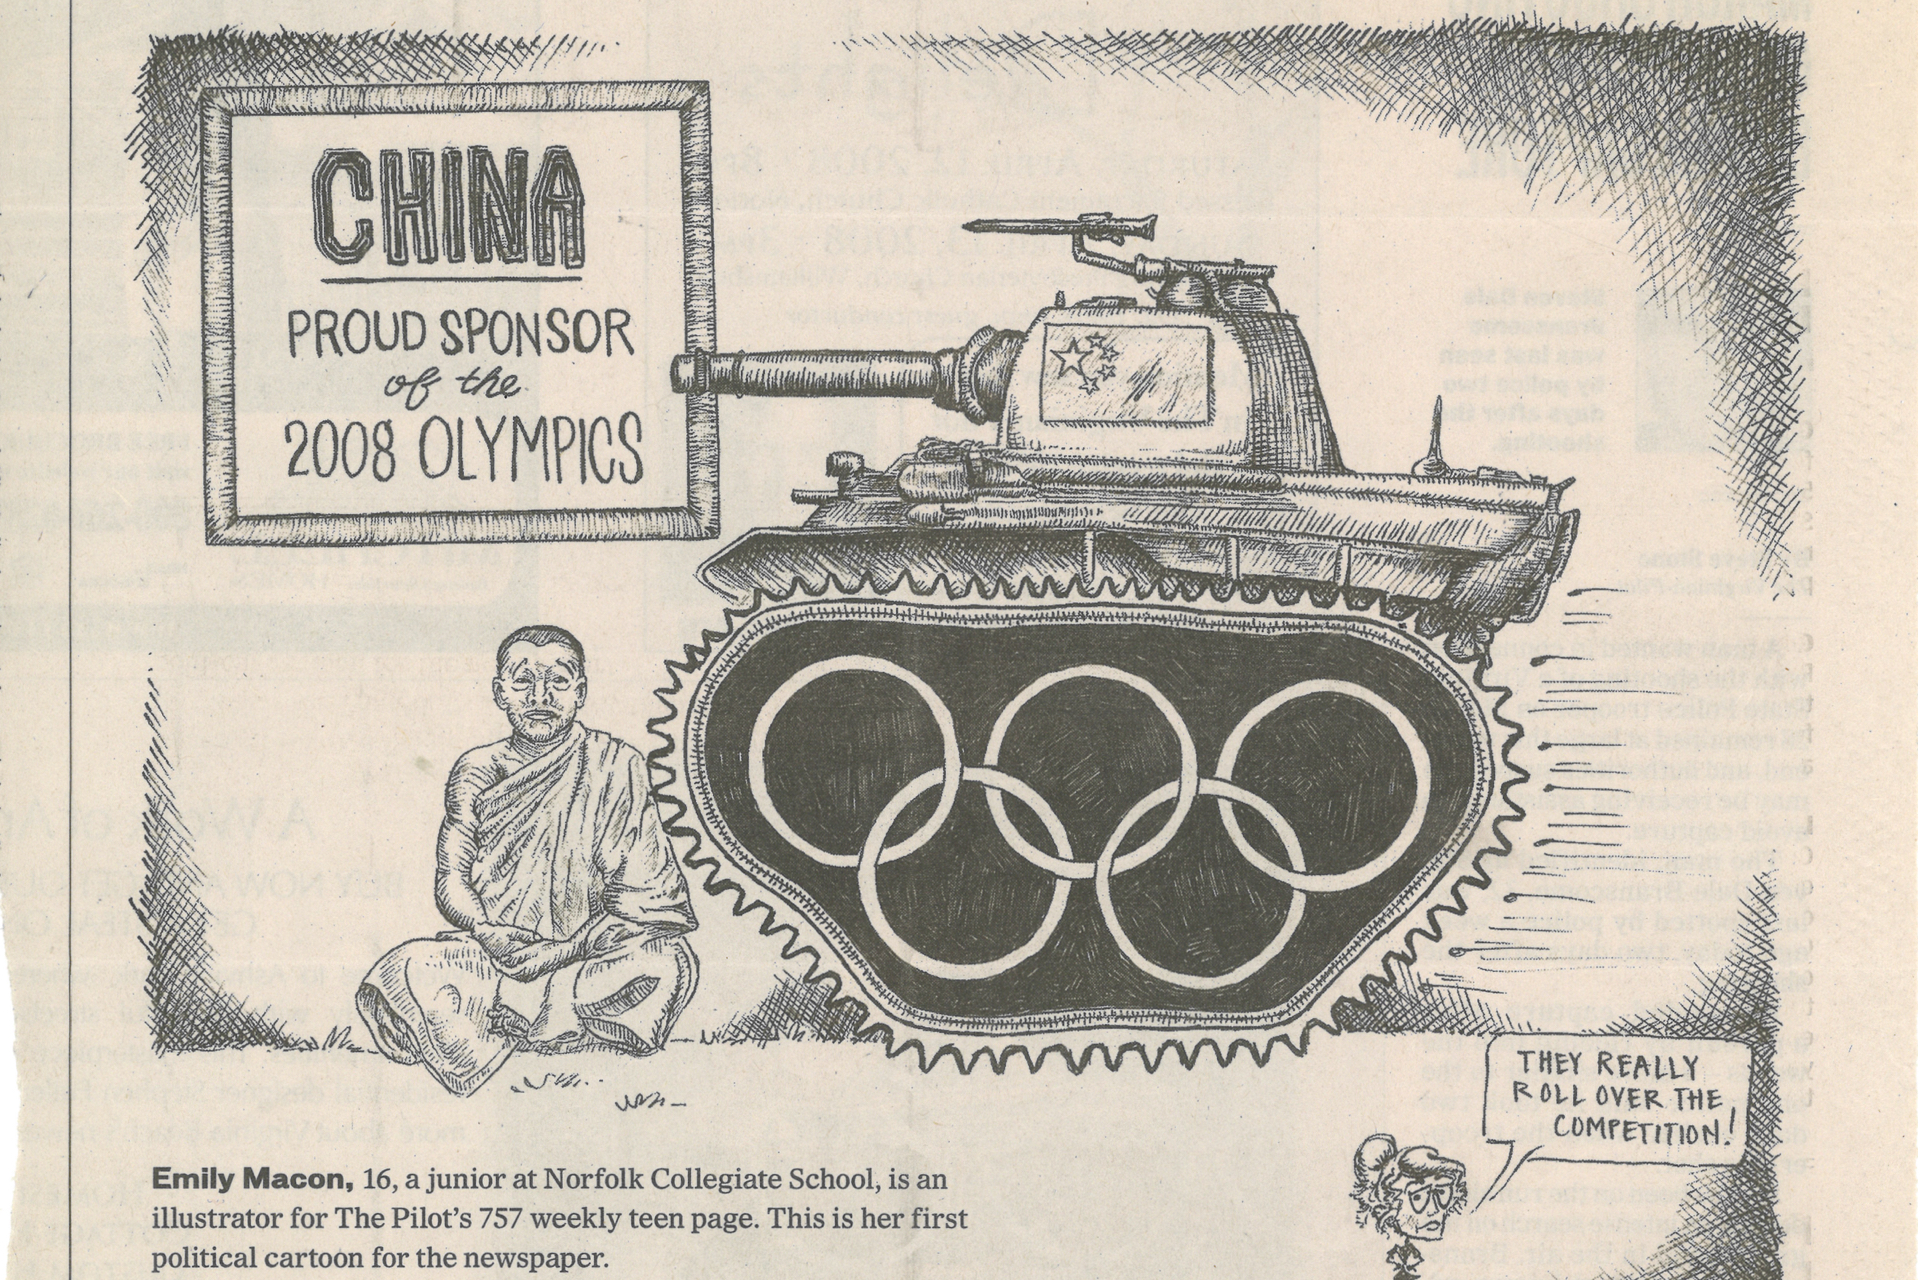 CHINA
PROUD SPONSOR
of the
2008 OLYMPICS
THEY REALLY
ROLL OVER THE
COMPETITION!
Emily Macon, 16, a junior at Norfolk Collegiate School, is an
illustrator for The Pilot's 757 weekly teen page. This is her first
political cartoon for the newspaper.